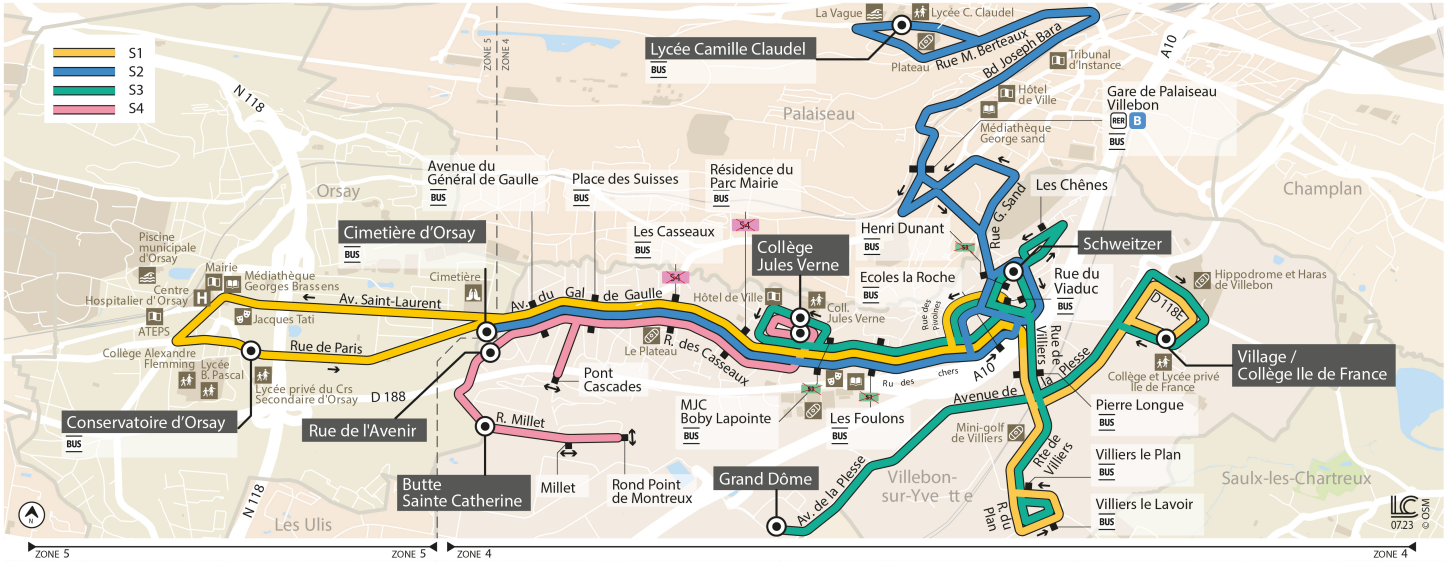 S1
S2
S3
S4
N 118
ZONE 5
ZONE 4
La Vague
Lycée C. Claudel
Lycée Camille Claudel
BUS
Plateau
Rue M. Berteaux
Bd Joseph Bara
Tribunal
d'Instance
A10
Palaiseau
Hôtel
de Ville
Médiathèque
George sand
Gare de Palaiseau
Villebon
RER B
BUS
Champlan
Orsay
Avenue du
Général de Gaulle
BUS
Place des Suisses
BUS
Résidence du
Parc Mairie
BUS
S4
Les Chênes
BUS
Rue G. Sand
Henri Dunant
BUS
Schweitzer
Cimetière d'Orsay
BUS
Les Casseaux
BUS
S4
Collège
Jules Verne
Ecoles la Roche
BUS
Rue du
Viaduc
BUS
Piscine
municipale
d'Orsay
Mairie
Médiathèque
Georges Brassens
Centre
Hospitalier d'Orsay
H
Jacques Tati
ATEPS
Av. Saint-Laurent
Cimetière
Av. du Gal de Gaulle
Hôtel de Ville
Coll.
Jules Verne
Rue des
Pivoines
Hippodrome et Haras
de Villebon
D118E
Collège Alexandre
Flemming
Lycée
B. Pascal
Rue de Paris
Lycée privé du Crs
Secondaire d'Orsay
Le Plateau
R. des Casseaux
Ru des chers
A10
Rue de
Villiers
Avenue de la Plesse
Collège et Lycée privé
Ile de France
Village /
Collège Ile de France
D 188
Pont
Cascades
Conservatoire d'Orsay
BUS
Rue de l'Avenir
R. Millet
MJC
Boby Lapointe
BUS
Les Foulons
BUS
Pierre Longue
BUS
Mini-golf
de Villiers
Rte de
Villiers
Villiers le Plan
BUS
Butte
Sainte Catherine
Millet
Rond Point
de Montreux
Grand Dôme
Av. de la Plesse
Villebon-
sur-Yve tt e
Saulx-les-Chartreux
R. du
Plan
Villiers le Lavoir
BUS
N 118
Les Ulis
N
LC
07.23
© OSM
ZONE 5
ZONE 5
ZONE 4
ZONE 4